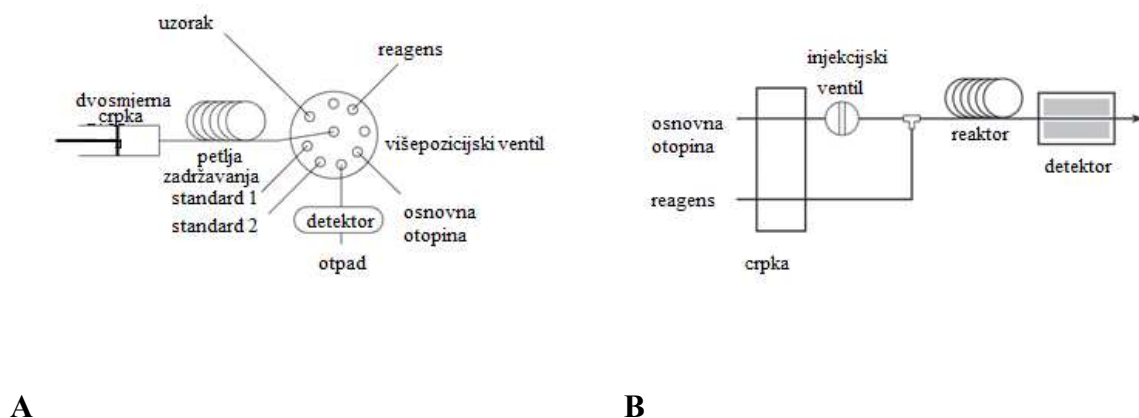 uzorak
reagens
dvosmjerna
crpka
višepozicijski ventil
petlja
zadržavanja
standard 1
standard 2
detektor
osnovna
otopina
otpad
injekcijski
ventil
osnovna
otopina
reaktor
detektor
reagens
crpka
A
B